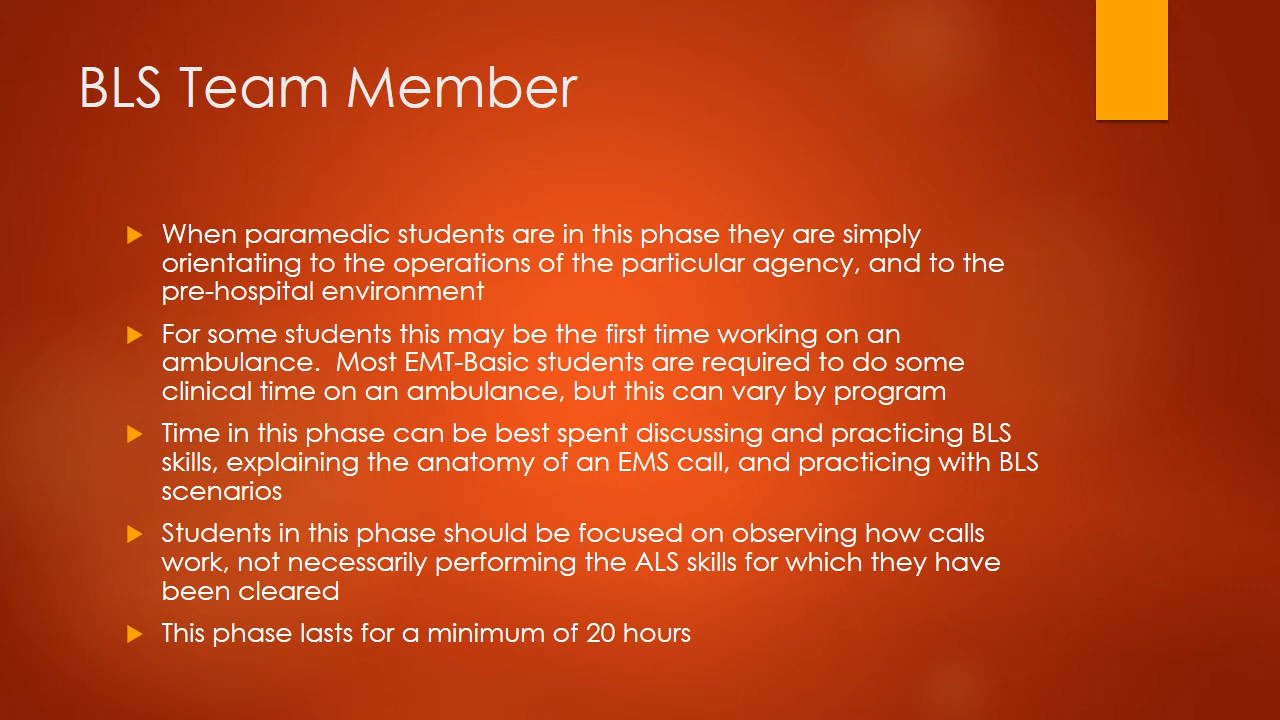 BLS Team Member
When paramedic students are in this phase they are simply
orientating to the operations of the particular agency, and to the
pre-hospital environment
For some students this may be the first time working on an
ambulance.  Most EMT-Basic students are required to do some
clinical time on an ambulance, but this can vary by program
Time in this phase can be best spent discussing and practicing BLS
skills, explaining the anatomy of an EMS call, and practicing with BLS
scenarios
Students in this phase should be focused on observing how calls
work, not necessarily performing the ALS skills for which they have
been cleared
This phase lasts for a minimum of 20 hours